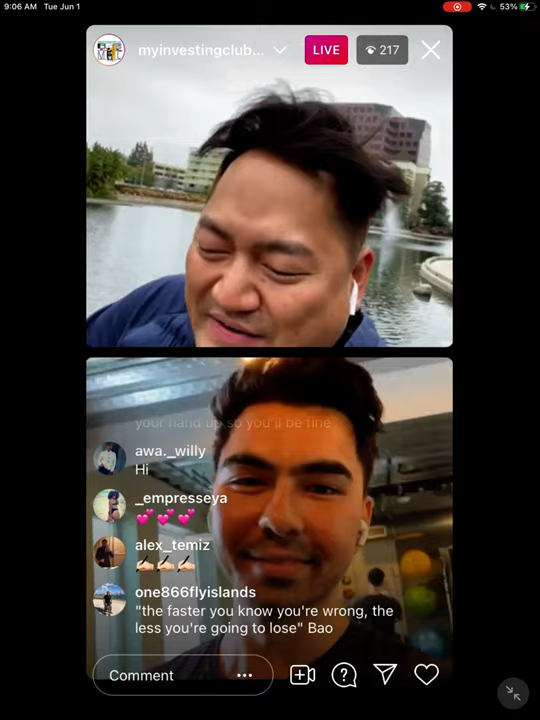 9:06 AM Tue Jun 1
53%
myinvestingclub...
LIVE
217
your hand up so you'll be fine
awa._willy
Hi
_empresseya
💕💕💕
alex_temiz
✍🏻✍🏻✍🏻
one866flyislands
"the faster you know you're wrong, the
less you're going to lose" Bao
Comment